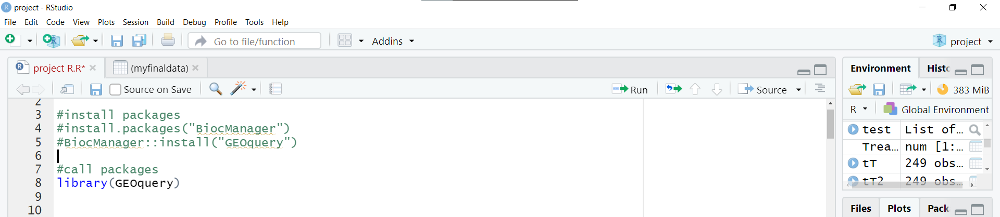 project - RStudio
File Edit Code View Plots Session Build Debug Profile Tools Help
Go to file/function Addins project
project R.R* (myfinaldata)
Source on Save Run Source
2
3 #install packages
4 #install.packages("BiocManager")
5 #BiocManager::install("GEOquery")
6
7 #call packages
8 library(GEOquery)
9
10
Environment Histo
383 MiB
R Global Environment
test List of…
Trea… num [1:…
tT 249 obs…
tT2 249 obs…
Files Plots Pack